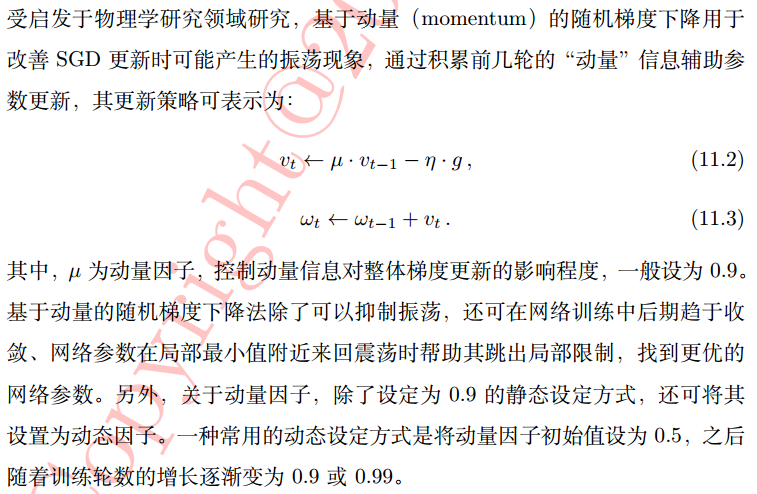 受启发于物理学研究领域研究，基于动量（momentum）的随机梯度下降用于
改善 SGD 更新时可能产生的振荡现象，通过积累前几轮的“动量”信息辅助参
数更新，其更新策略可表示为：
v_t ← μ · v_{t−1} − η · g , (11.2)
ω_t ← ω_{t−1} + v_t . (11.3)
其中，μ 为动量因子，控制动量信息对整体梯度更新的影响程度，一般设为 0.9。
基于动量的随机梯度下降法除了可以抑制振荡，还可在网络训练中后期趋于收
敛、网络参数在局部最小值附近来回震荡时帮助其跳出局部限制，找到更优的
网络参数。另外，关于动量因子，除了设定为 0.9 的静态设定方式，还可将其
设置为动态因子。一种常用的动态设定方式是将动量因子初始值设为 0.5，之后
随着训练轮数的增长逐渐变为 0.9 或 0.99。
Copyright@20